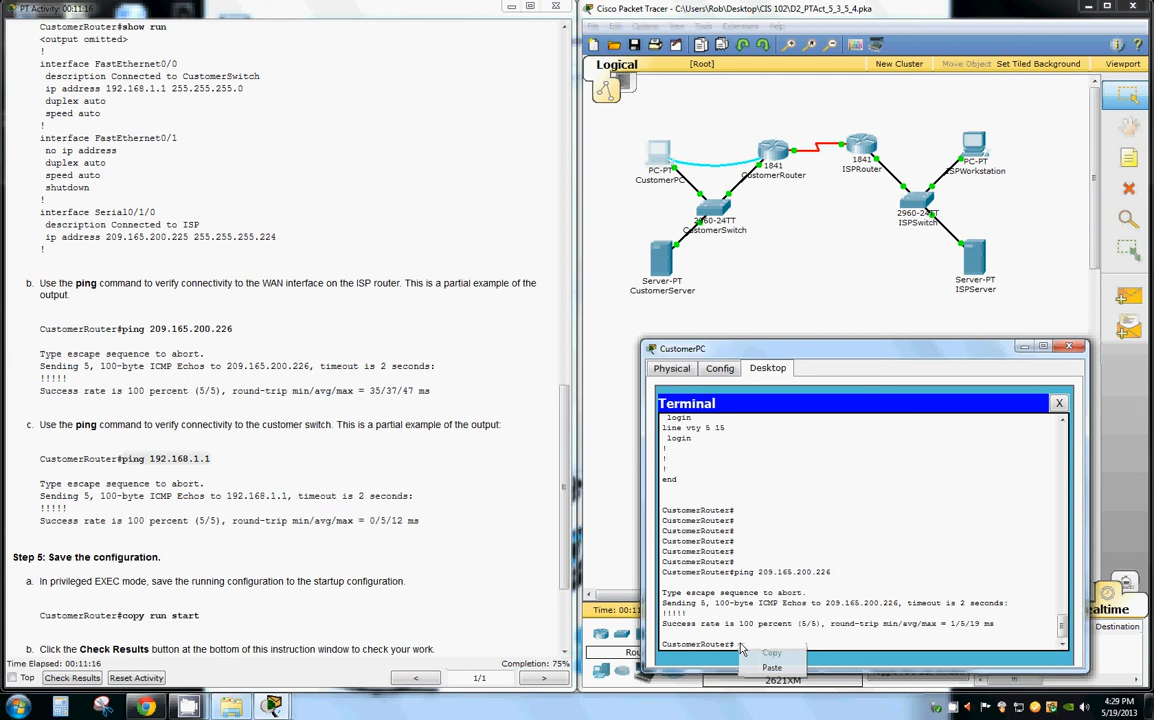 PT Activity: 00:11:16
CustomerRouter#show run
<output omitted>
!
interface FastEthernet0/0
description Connected to CustomerSwitch
ip address 192.168.1.1 255.255.255.0
duplex auto
speed auto
!
interface FastEthernet0/1
no ip address
duplex auto
speed auto
shutdown
!
interface Serial0/1/0
description Connected to ISP
ip address 209.165.200.225 255.255.255.224
!
b. Use the ping command to verify connectivity to the WAN interface on the ISP router. This is a partial example of the
output.
CustomerRouter#ping 209.165.200.226
Type escape sequence to abort.
Sending 5, 100-byte ICMP Echos to 209.165.200.226, timeout is 2 seconds:
!!!!!
Success rate is 100 percent (5/5), round-trip min/avg/max = 35/37/47 ms
c. Use the ping command to verify connectivity to the customer switch. This is a partial example of the output:
CustomerRouter#ping 192.168.1.1
Type escape sequence to abort.
Sending 5, 100-byte ICMP Echos to 192.168.1.1, timeout is 2 seconds:
!!!!!
Success rate is 100 percent (5/5), round-trip min/avg/max = 0/5/12 ms
Step 5: Save the configuration.
a. In privileged EXEC mode, save the running configuration to the startup configuration.
CustomerRouter#copy run start
b. Click the Check Results button at the bottom of this instruction window to check your work.
Time Elapsed: 00:11:16
Completion: 75%
Top
Check Results
Reset Activity
<
1/1
>
Cisco Packet Tracer - C:\Users\Rob\Desktop\CIS 102\D2_PTAct_5_3_5_4.pka
Logical
[Root]
New Cluster
Move Object
Set Tiled Background
Viewport
PC-PT
CustomerPC
1841
CustomerRouter
1841
ISPRouter
PC-PT
ISPWorkstation
2960-24TT
CustomerSwitch
2960-24TT
ISPSwitch
Server-PT
CustomerServer
Server-PT
ISPServer
CustomerPC
Physical
Config
Desktop
Terminal
X
login
line vty 5 15
login
!
!
!
end
CustomerRouter#
CustomerRouter#
CustomerRouter#
CustomerRouter#
CustomerRouter#
CustomerRouter#
CustomerRouter#ping 209.165.200.226
Type escape sequence to abort.
Sending 5, 100-byte ICMP Echos to 209.165.200.226, timeout is 2 seconds:
!!!!!
Success rate is 100 percent (5/5), round-trip min/avg/max = 1/5/19 ms
CustomerRouter#
Copy
Paste
Time: 00:11
ealtime
Destination
Rou
2621XM
4:29 PM
5/19/2013